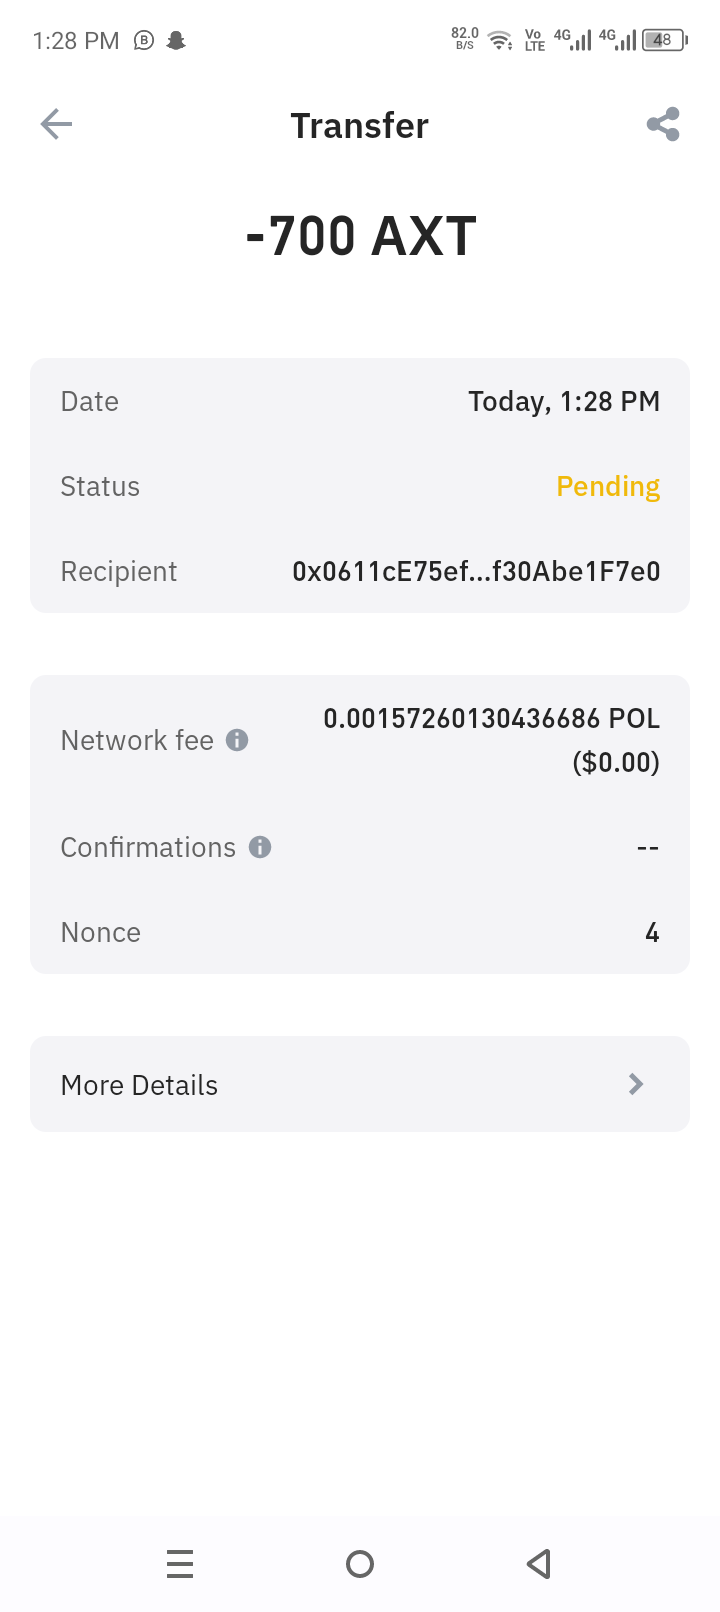 1:28 PM
82.0 B/S Vo LTE 4G 4G 48
Transfer
-700 AXT
Date Today, 1:28 PM
Status Pending
Recipient 0x0611cE75ef...f30Abe1F7e0
Network fee 0.00157260130436686 POL
($0.00)
Confirmations --
Nonce 4
More Details